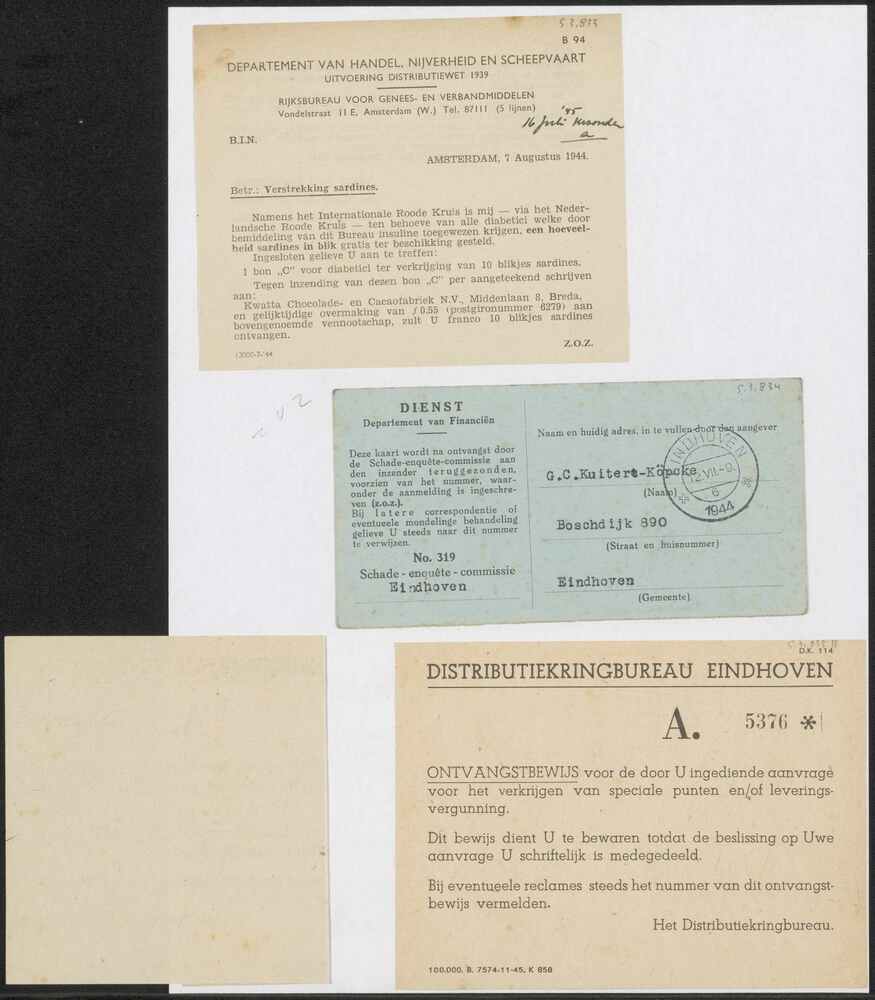 5.3.833
B 94
DEPARTEMENT VAN HANDEL, NIJVERHEID EN SCHEEPVAART
UITVOERING DISTRIBUTIEWET 1939
RIJKSBUREAU VOOR GENEES- EN VERBANDMIDDELEN
Vondelstraat 11 E, Amsterdam (W.) Tel. 87111 (5 lijnen)
'45
16 Juli
B.I.N.
AMSTERDAM, 7 Augustus 1944.
Betr.: Verstrekking sardines.
Namens het Internationale Roode Kruis is mij — via het Neder-
landsche Roode Kruis — ten behoeve van alle diabetici welke door
bemiddeling van dit Bureau insuline toegewezen krijgen, een hoeveel-
heid sardines in blik gratis ter beschikking gesteld.
Ingesloten gelieve U aan te treffen:
1 bon „C" voor diabetici ter verkrijging van 10 blikjes sardines.
Tegen inzending van dezen bon „C" per aangeteekend schrijven
aan:
Kwatta Chocolade- en Cacaofabriek N.V., Middenlaan 8, Breda,
en gelijktijdige overmaking van ƒ 0.55 (postgironummer 6279) aan
bovengenoemde vennootschap, zult U franco 10 blikjes sardines
ontvangen.
Z.O.Z.
13000-7-'44
5.3.834
DIENST
Departement van Financiën
Deze kaart wordt na ontvangst door
de Schade-enquête-commissie aan
den inzender teruggezonden,
voorzien van het nummer, waar-
onder de aanmelding is ingeschre-
ven (z.o.z.).
Bij latere correspondentie of
eventueele mondelinge behandeling
gelieve U steeds naar dit nummer
te verwijzen.
No. 319
Schade - enquête - commissie
Eindhoven
Naam en huidig adres, in te vullen door den aangever
G.C.Kuitert-Köpcke
(Naam)
Boschdijk 890
(Straat en huisnummer)
Eindhoven
(Gemeente)
EINDHOVEN
12.VII.-9.
6
1944
D.K. 114
DISTRIBUTIEKRINGBUREAU EINDHOVEN
A. 5376 *
ONTVANGSTBEWIJS voor de door U ingediende aanvrage
voor het verkrijgen van speciale punten en/of leverings-
vergunning.
Dit bewijs dient U te bewaren totdat de beslissing op Uwe
aanvrage U schriftelijk is medegedeeld.
Bij eventueele reclames steeds het nummer van dit ontvangst-
bewijs vermelden.
Het Distributiekringbureau.
100.000. B. 7574-11-45. K 858